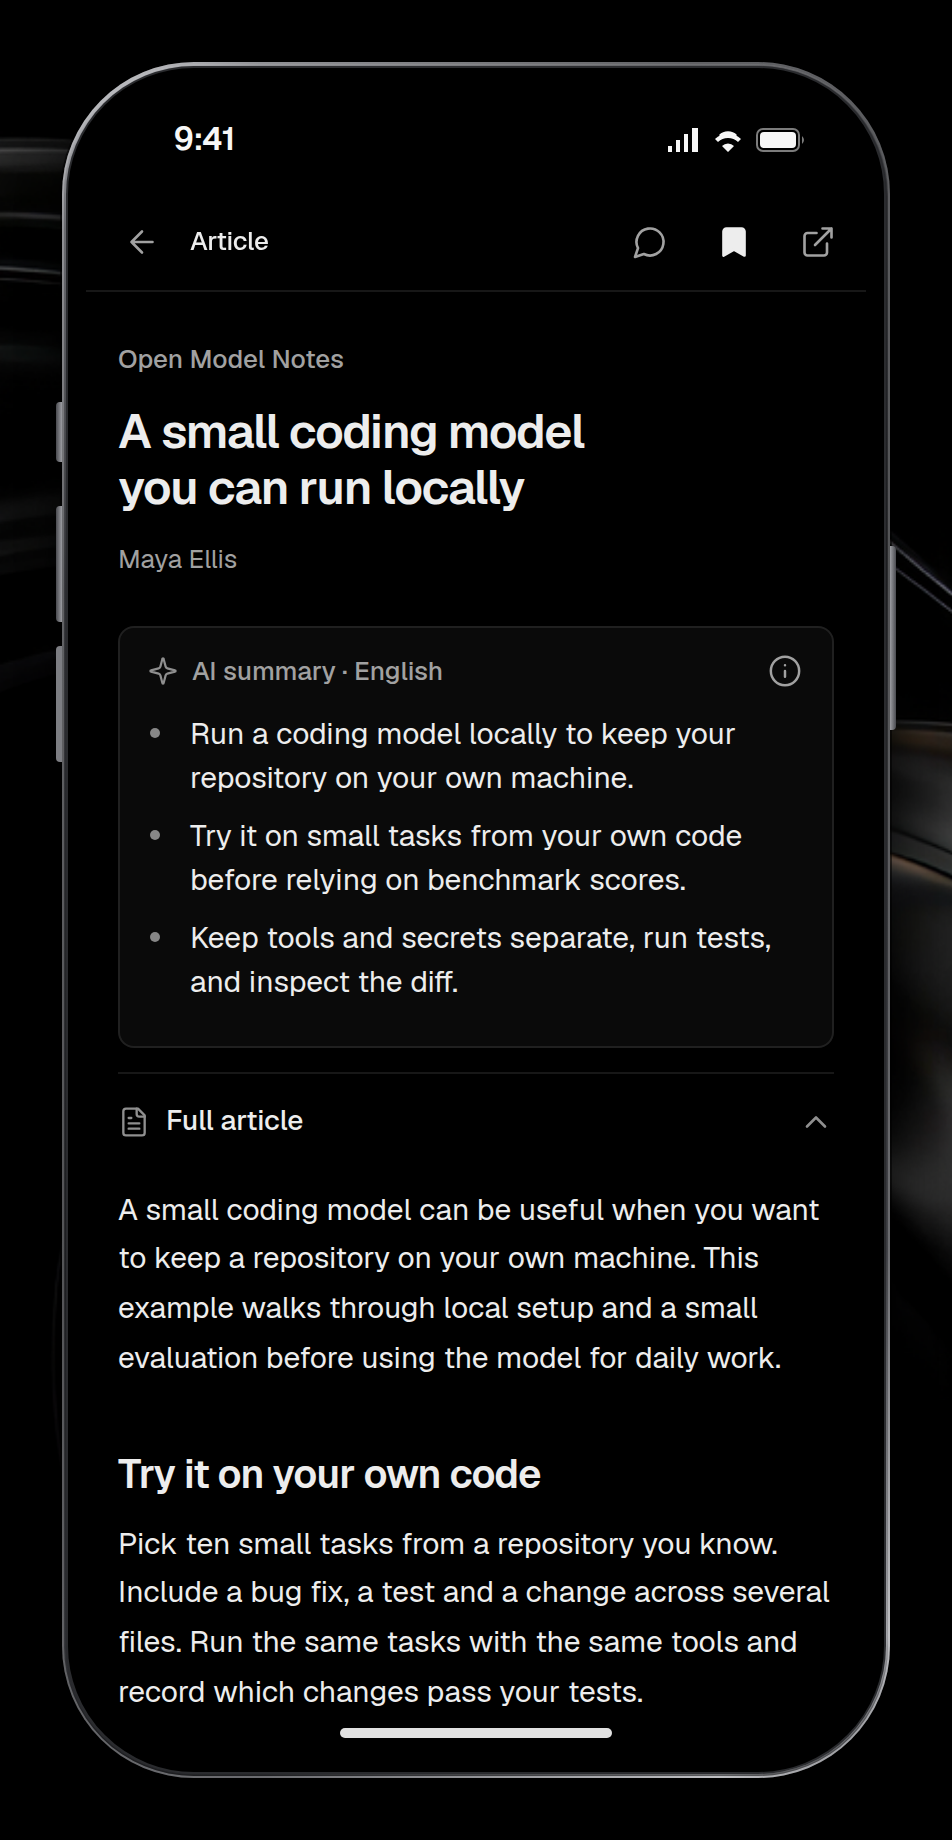 9:41
Article
Open Model Notes
A small coding model
you can run locally
Maya Ellis
AI summary · English
Run a coding model locally to keep your
repository on your own machine.
Try it on small tasks from your own code
before relying on benchmark scores.
Keep tools and secrets separate, run tests,
and inspect the diff.
Full article
A small coding model can be useful when you want
to keep a repository on your own machine. This
example walks through local setup and a small
evaluation before using the model for daily work.
Try it on your own code
Pick ten small tasks from a repository you know.
Include a bug fix, a test and a change across several
files. Run the same tasks with the same tools and
record which changes pass your tests.